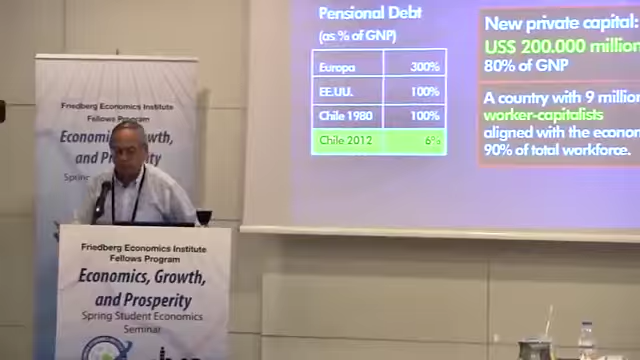 Friedberg Economics Institute
Fellows Program
Economi Growth,
and P sperity
Spring
Friedberg Economics Institute
Fellows Program
Economics, Growth,
and Prosperity
Spring Student Economics
Seminar
Pensional Debt
(as % of GNP)
Europa 300%
EE.UU. 100%
Chile 1980 100%
Chile 2012 6%
New private capital:
US$ 200.000 million
80% of GNP
A country with 9 million
worker-capitalists
aligned with the econom
90% of total workforce.